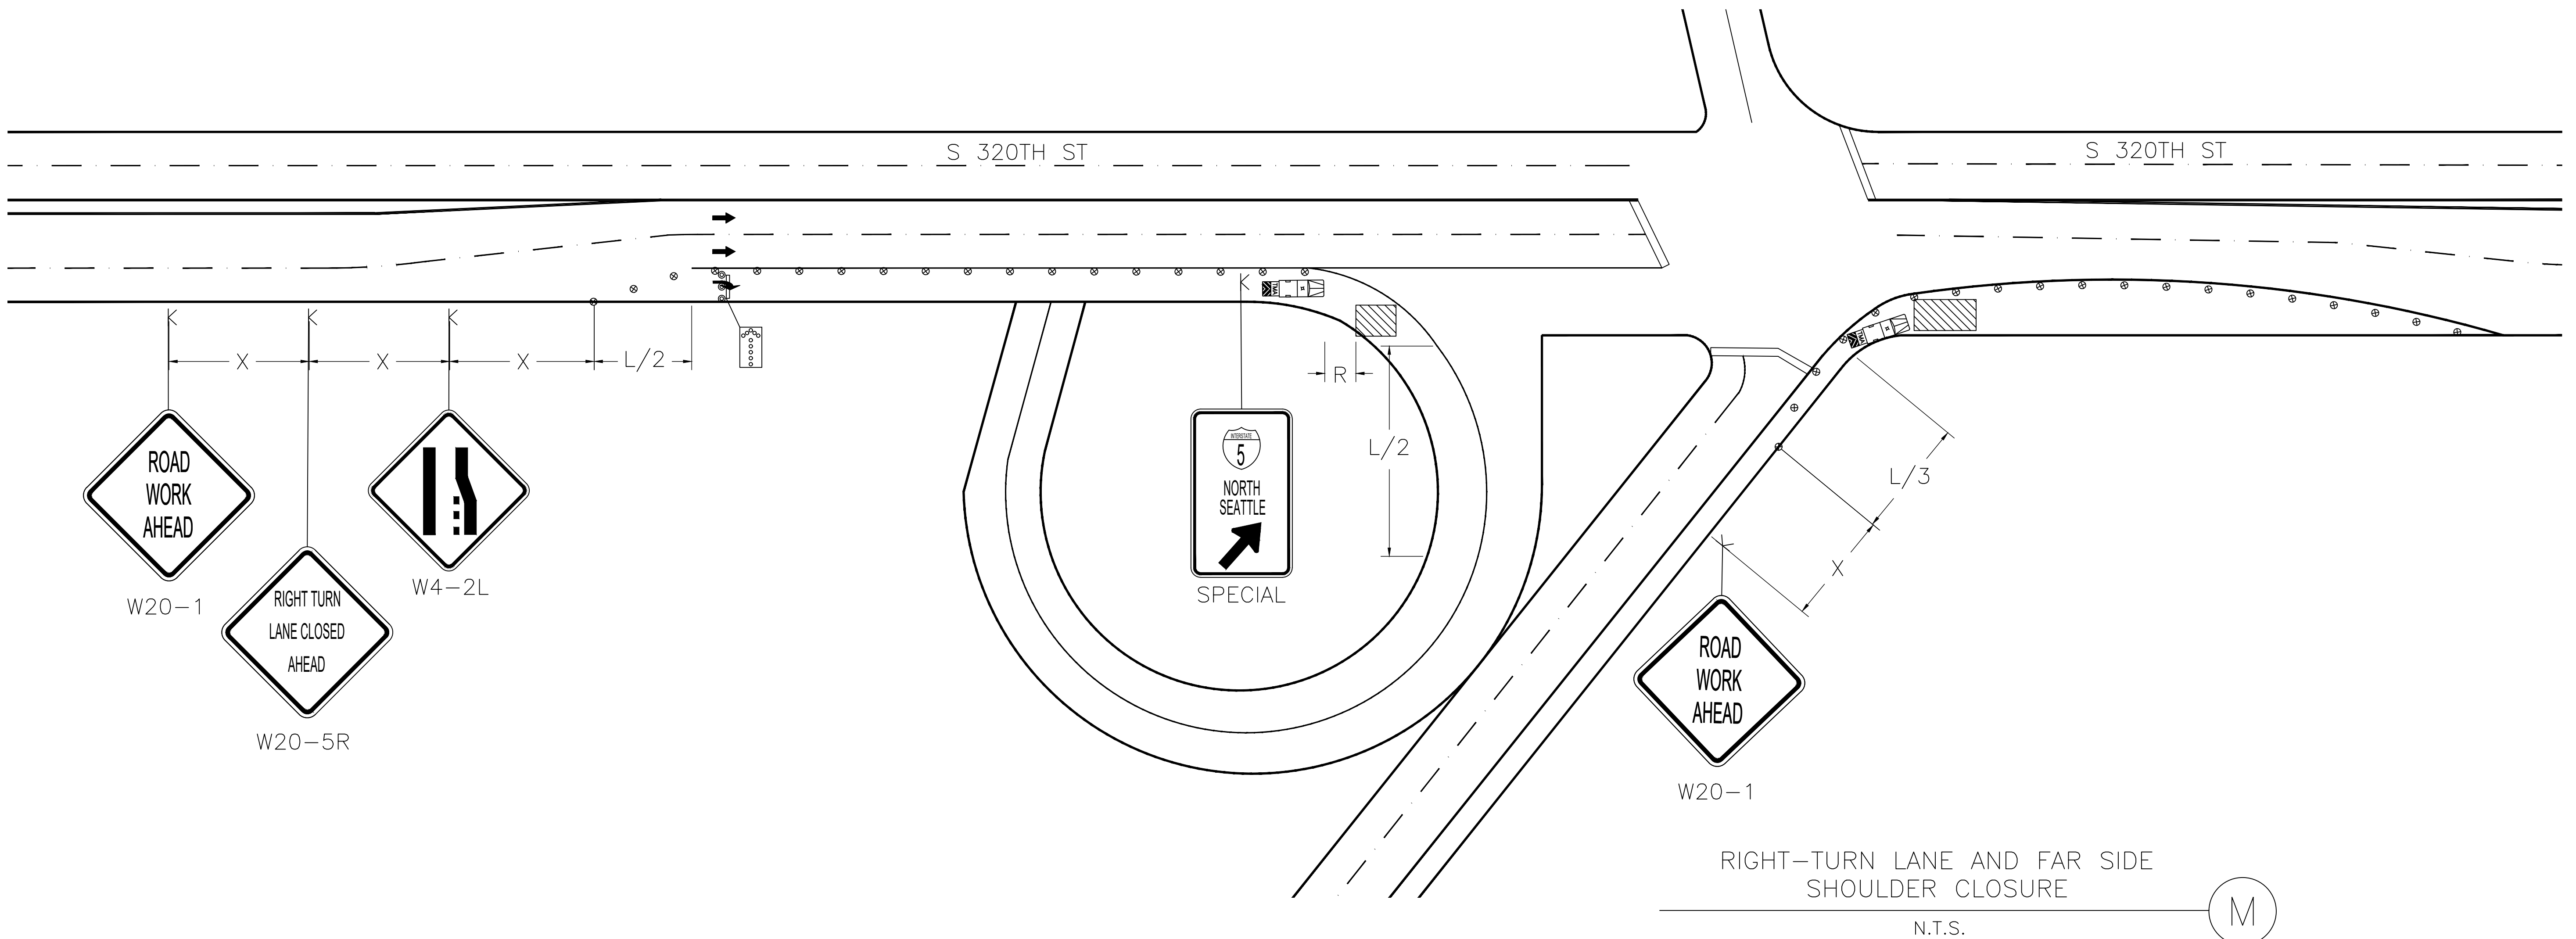 S 320TH ST
S 320TH ST
X
X
X
L/2
R
L/2
ROAD
WORK
AHEAD
W20-1
RIGHT TURN
LANE CLOSED
AHEAD
W20-5R
W4-2L
INTERSTATE
5
NORTH
SEATTLE
SPECIAL
TMA
TMA
L/3
X
ROAD
WORK
AHEAD
W20-1
RIGHT-TURN LANE AND FAR SIDE
SHOULDER CLOSURE
M
N.T.S.